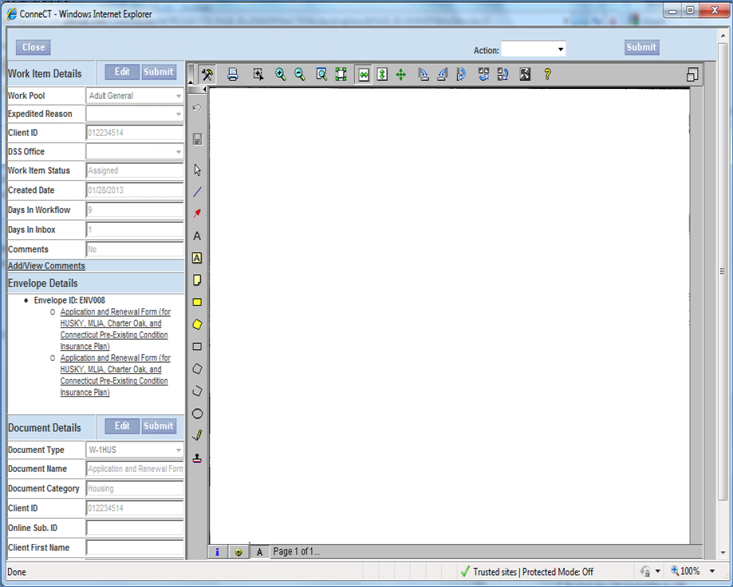 ConneCT - Windows Internet Explorer
Close
Action:
Submit
Work Item Details
Edit
Submit
Work Pool
Adult General
Expedited Reason
Client ID
012234514
DSS Office
Work Item Status
Assigned
Created Date
01/28/2013
Days In Workflow
9
Days In Inbox
1
Comments
No
Add/View Comments
Envelope Details
Envelope ID: ENV008
Application and Renewal Form (for
HUSKY, MLIA, Charter Oak, and
Connecticut Pre-Existing Condition
Insurance Plan)
Application and Renewal Form (for
HUSKY, MLIA, Charter Oak, and
Connecticut Pre-Existing Condition
Insurance Plan)
Document Details
Edit
Submit
Document Type
W-1HUS
Document Name
Application and Renewal Form
Document Category
Housing
Client ID
012234514
Online Sub. ID
Client First Name
A
A
A
Page 1 of 1...
Done
Trusted sites | Protected Mode: Off
100%